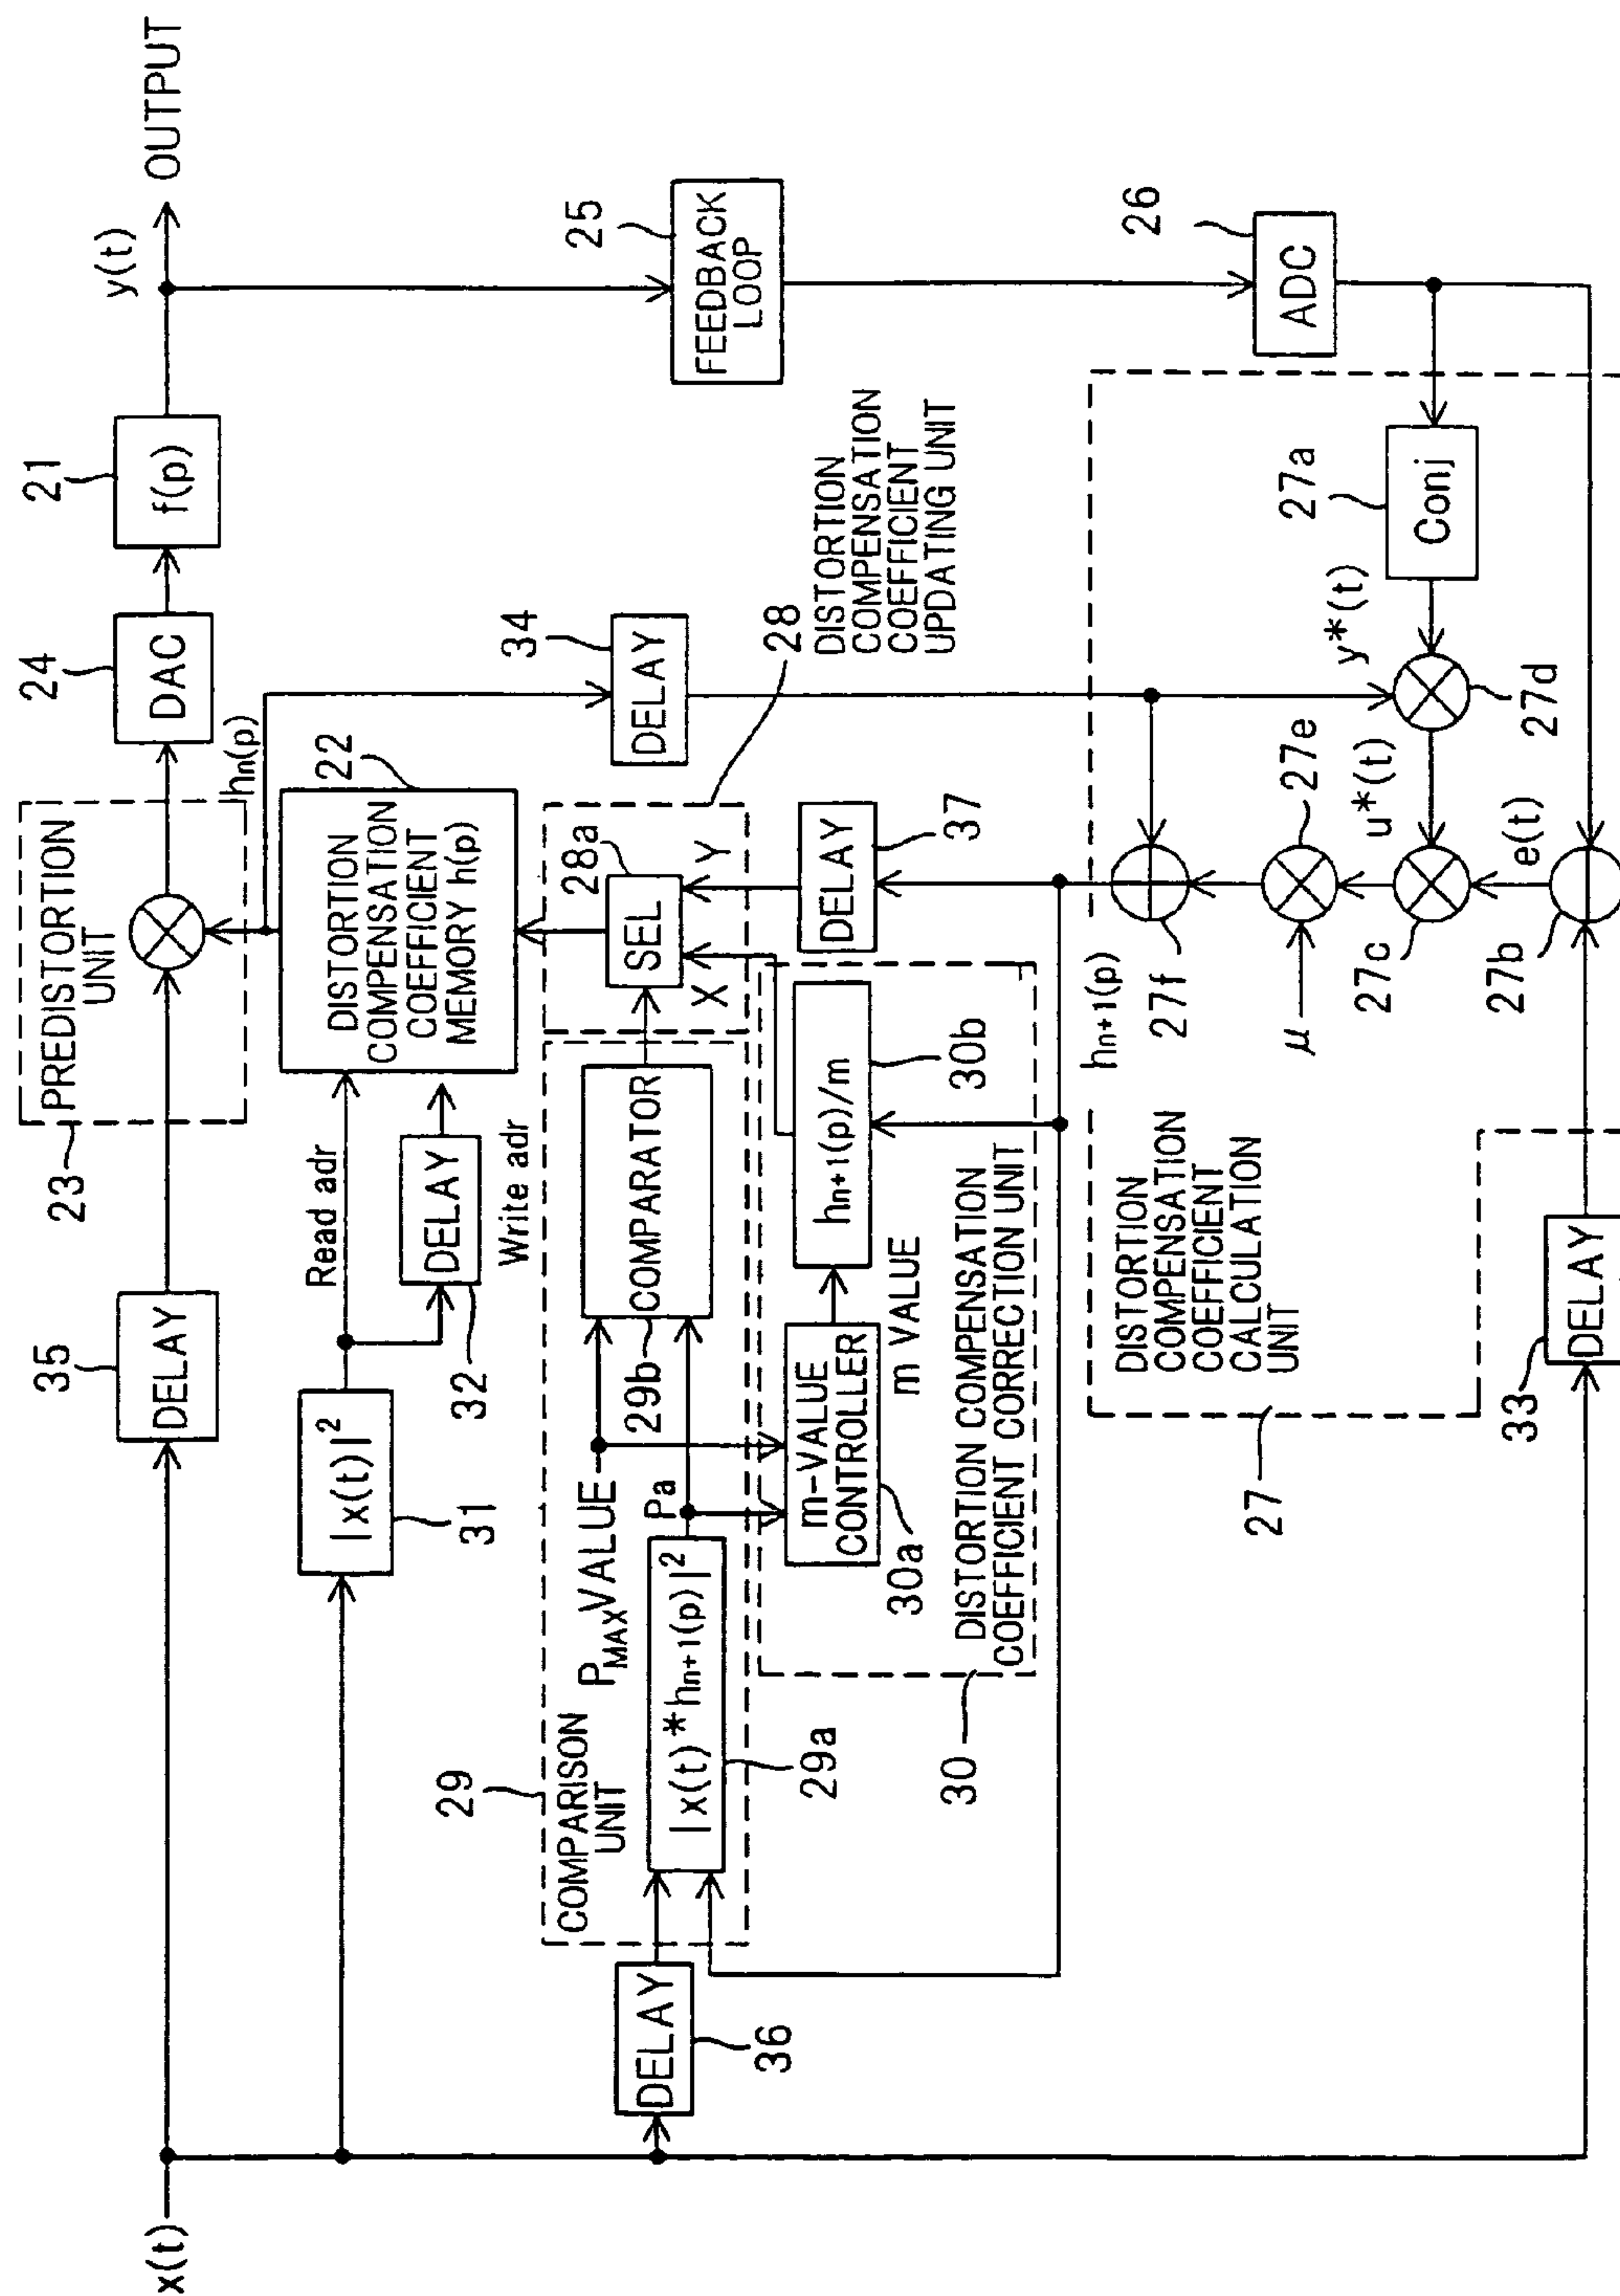 x(t)
35
DELAY
23
PREDISTORTION
UNIT
24
DAC
21
f(p)
y(t)
OUTPUT
hn(p)
|x(t)|²
31
Read adr
DELAY
32
Write adr
22
DISTORTION
COMPENSATION
COEFFICIENT
MEMORY h(p)
34
DELAY
25
FEEDBACK
LOOP
29
COMPARISON
UNIT
PMAX VALUE
Pa
|x(t)*hn+1(p)|²
29a
COMPARATOR
29b
28a
SEL
X
Y
28
DISTORTION
COMPENSATION
COEFFICIENT
UPDATING UNIT
DELAY
36
m-VALUE
CONTROLLER
30a
m VALUE
hn+1(p)/m
30b
30
DISTORTION COMPENSATION
COEFFICIENT CORRECTION UNIT
DELAY
37
hn+1(p)
27f
26
ADC
27
DISTORTION
COMPENSATION
COEFFICIENT
CALCULATION
UNIT
μ
27e
27c
u*(t)
y*(t)
27a
Conj
27d
e(t)
27b
33
DELAY